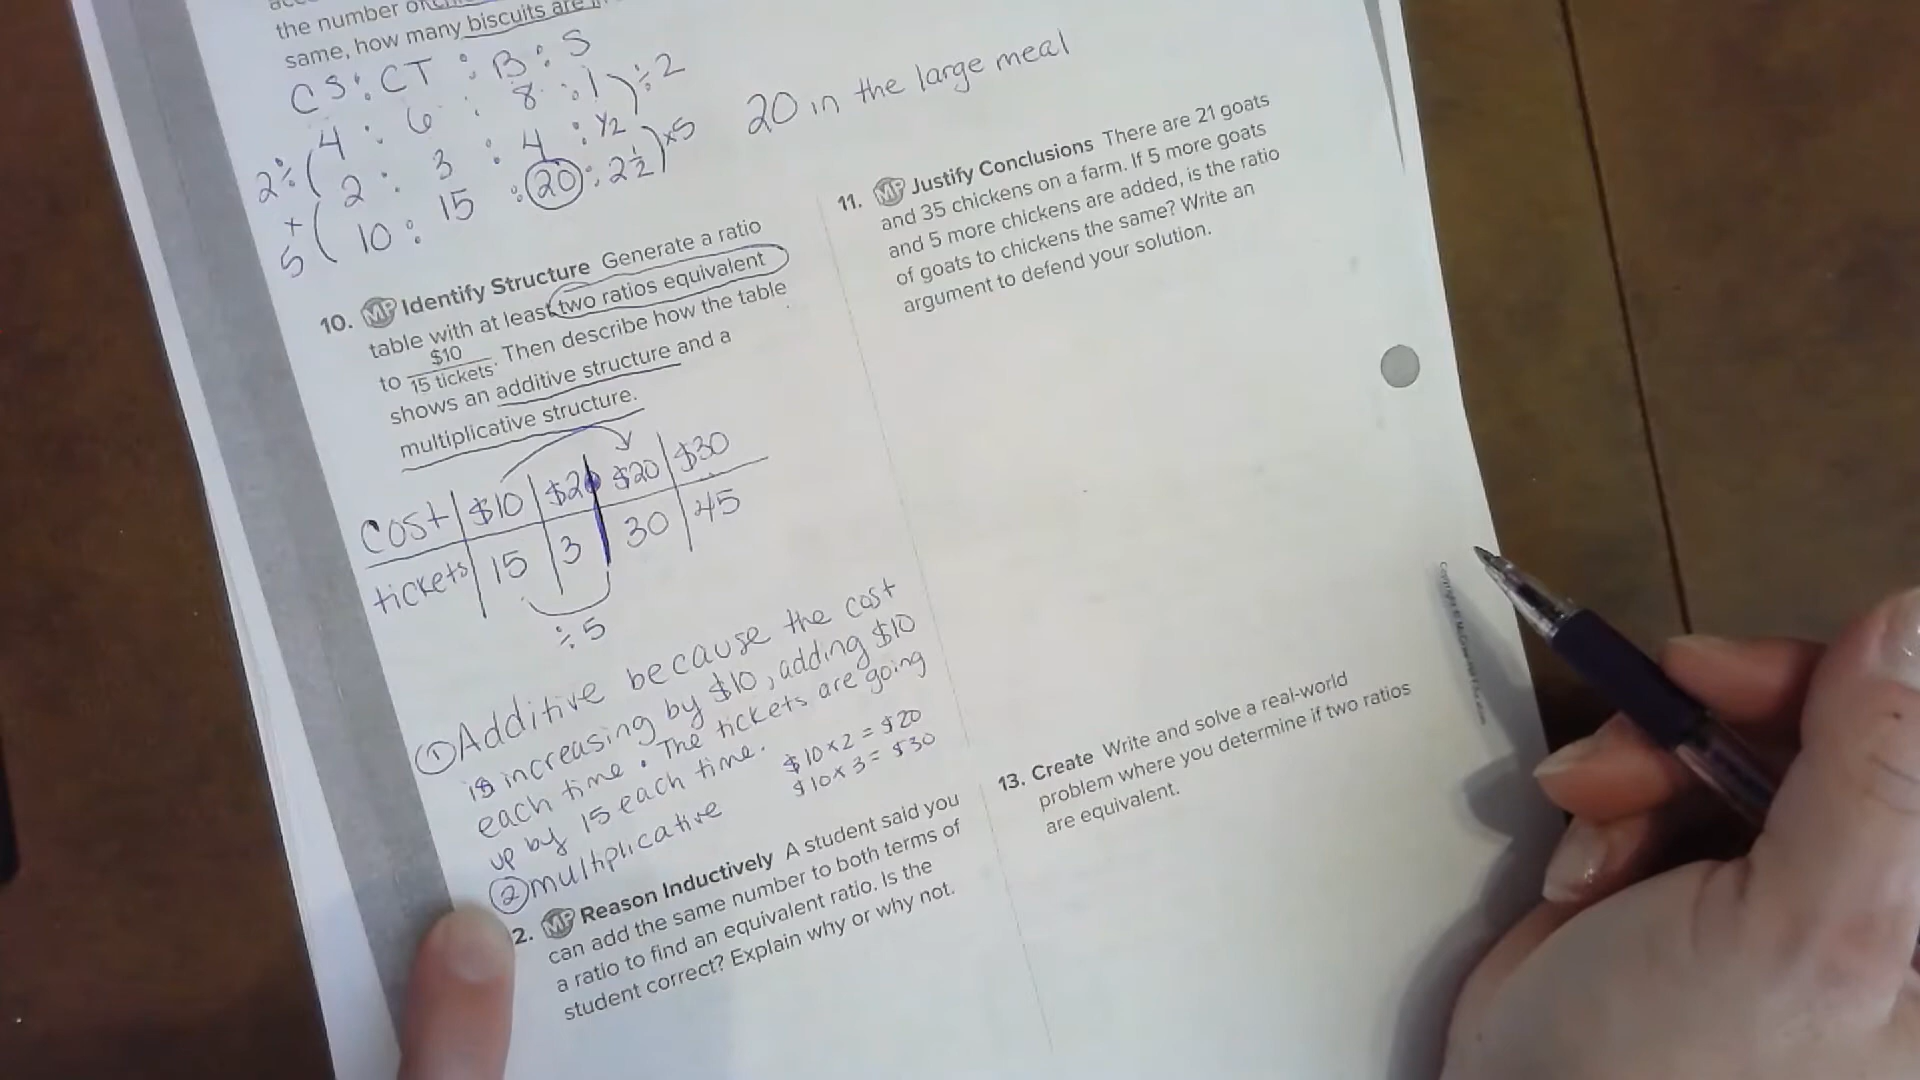 the number of
same, how many biscuits are in
CS : CT : B : S
4 : 6 : 8 : 1 ) ÷2
2÷ ( 2 : 3 : 4 : 1/2
×5 ( 10 : 15 : 20 : 2 1/2 ) ×5
20 in the large meal
10. MP Identify Structure Generate a ratio
table with at least two ratios equivalent
to $10/15 tickets. Then describe how the table
shows an additive structure and a
multiplicative structure.
cost $10 $2 $20 $30
tickets 15 3 30 45
÷5
① Additive because the cost
is increasing by $10, adding $10
each time. The tickets are going
up by 15 each time.
$10 x 2 = $20
$10 x 3 = $30
② multiplicative
2. MP Reason Inductively A student said you
can add the same number to both terms of
a ratio to find an equivalent ratio. Is the
student correct? Explain why or why not.
11. MP Justify Conclusions There are 21 goats
and 35 chickens on a farm. If 5 more goats
and 5 more chickens are added, is the ratio
of goats to chickens the same? Write an
argument to defend your solution.
13. Create Write and solve a real-world
problem where you determine if two ratios
are equivalent.